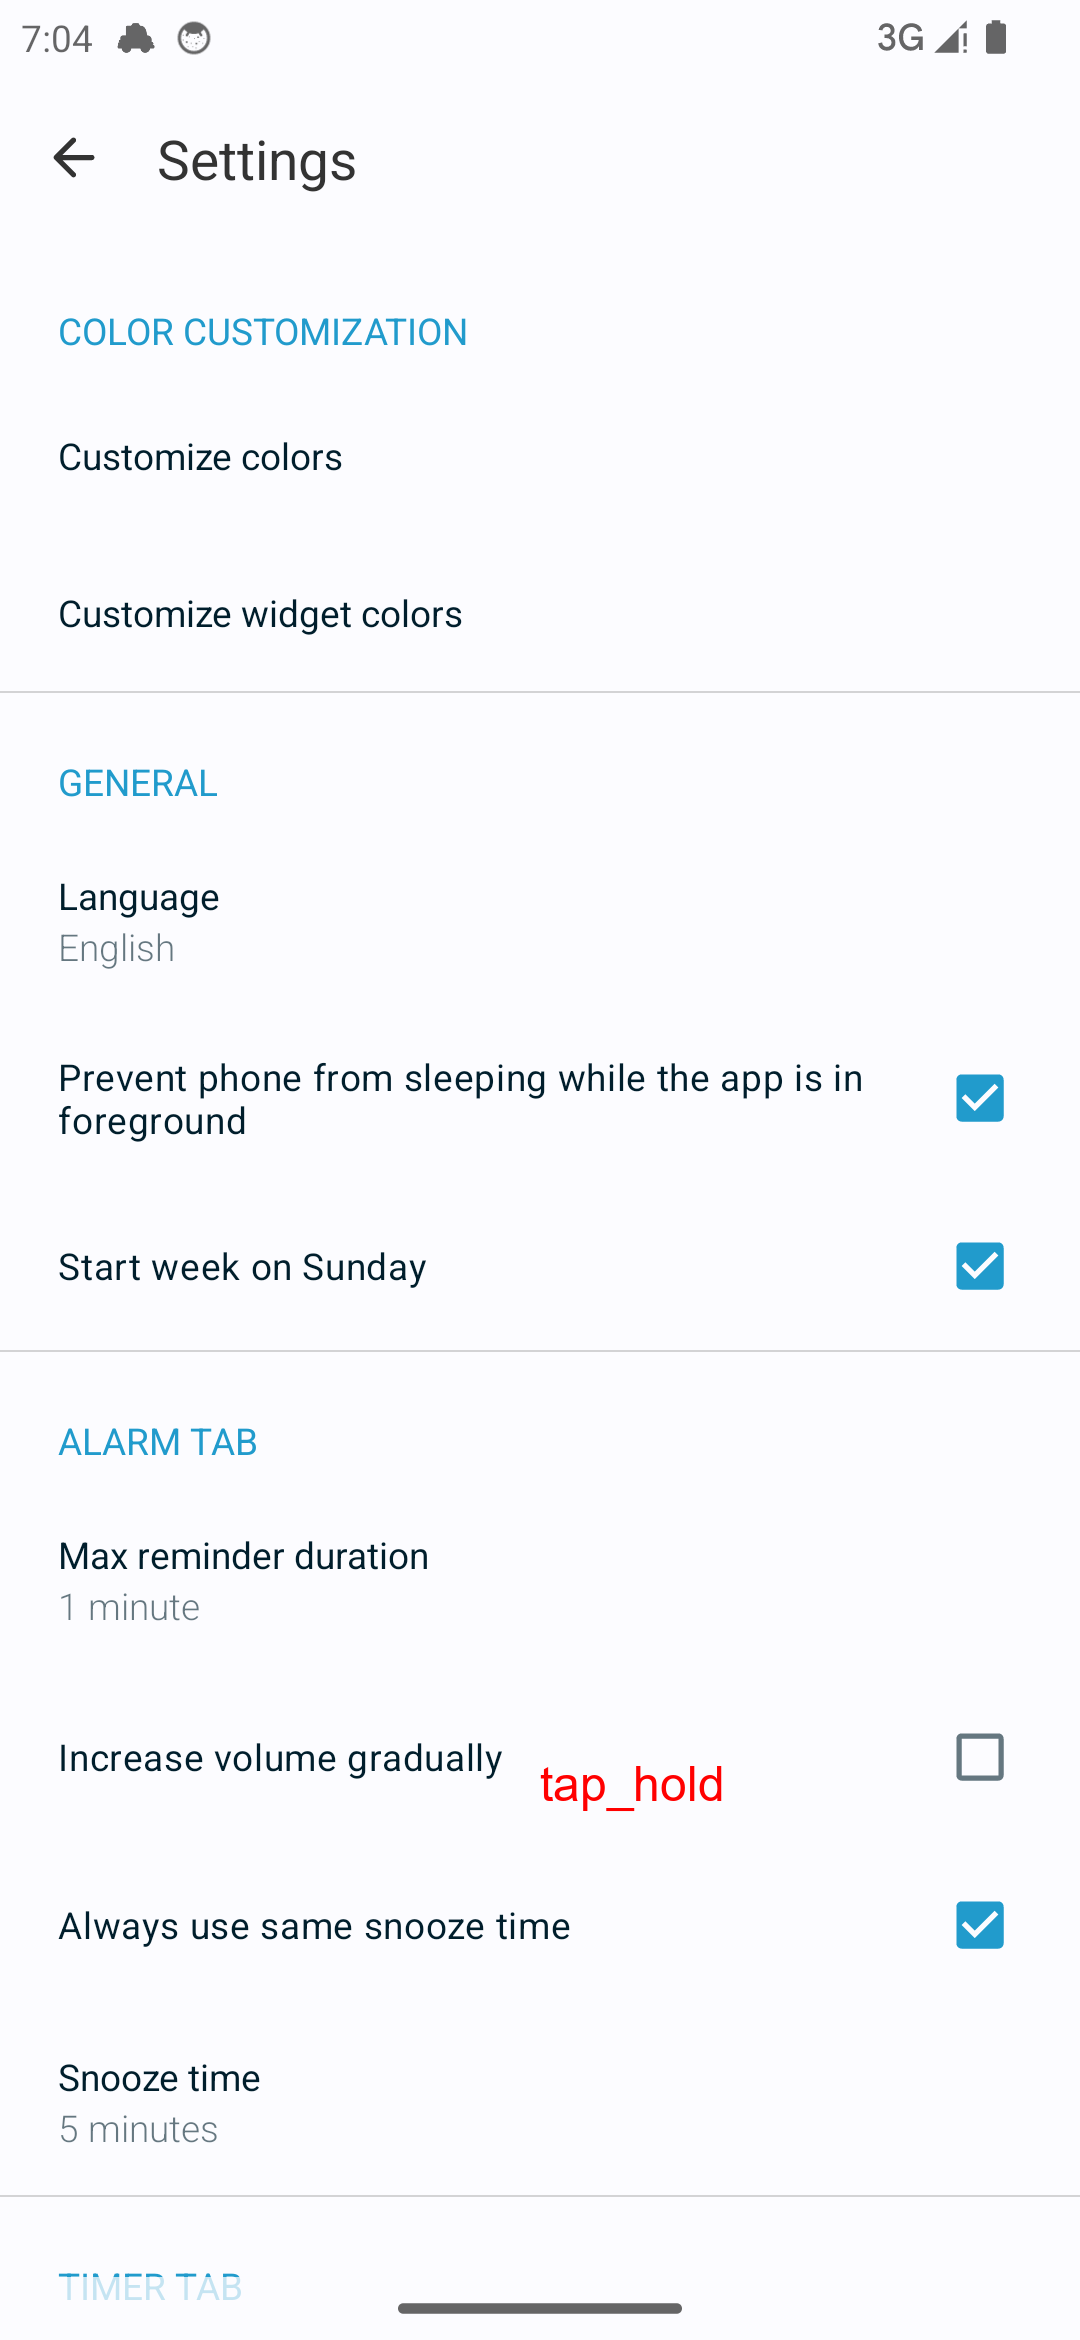 7:04 3G
Settings
COLOR CUSTOMIZATION
Customize colors
Customize widget colors
GENERAL
Language
English
Prevent phone from sleeping while the app is in
foreground
Start week on Sunday
ALARM TAB
Max reminder duration
1 minute
Increase volume gradually
tap_hold
Always use same snooze time
Snooze time
5 minutes
TIMER TAB